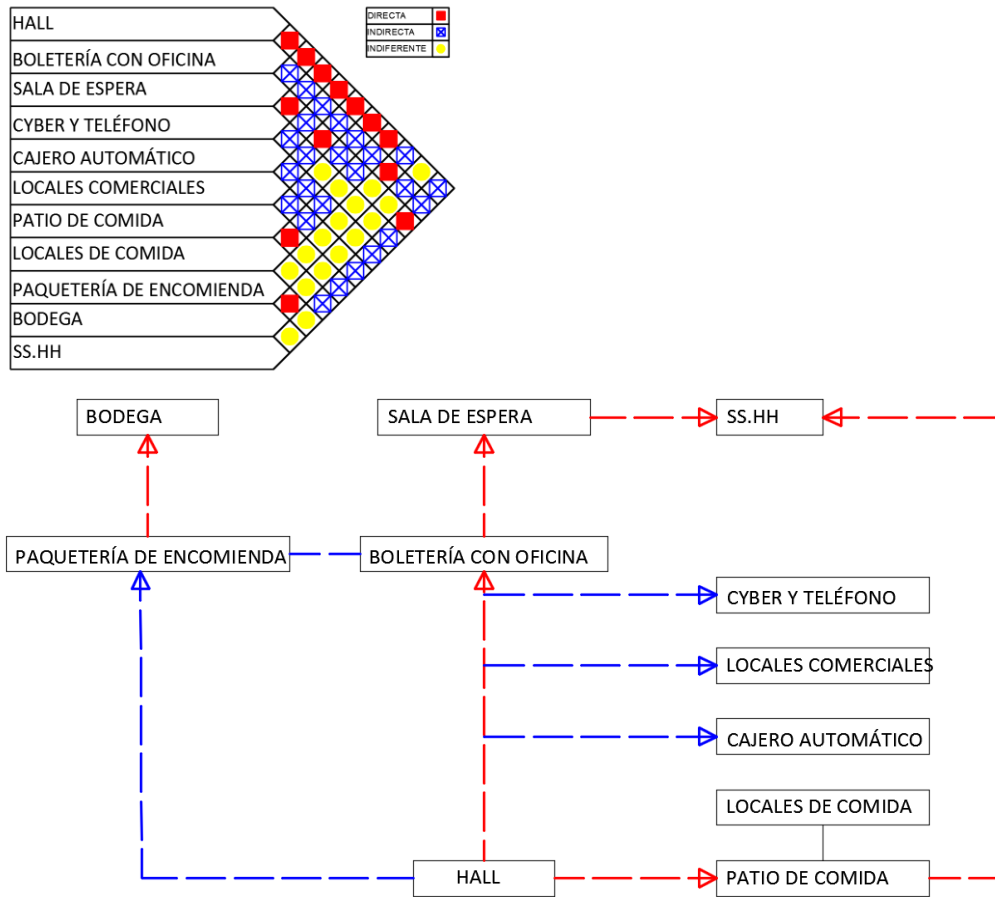 HALL
BOLETERÍA CON OFICINA
SALA DE ESPERA
CYBER Y TELÉFONO
CAJERO AUTOMÁTICO
LOCALES COMERCIALES
PATIO DE COMIDA
LOCALES DE COMIDA
PAQUETERÍA DE ENCOMIENDA
BODEGA
SS.HH
DIRECTA
INDIRECTA
INDIFERENTE
BODEGA
SALA DE ESPERA
SS.HH
PAQUETERÍA DE ENCOMIENDA
BOLETERÍA CON OFICINA
CYBER Y TELÉFONO
LOCALES COMERCIALES
CAJERO AUTOMÁTICO
LOCALES DE COMIDA
HALL
PATIO DE COMIDA